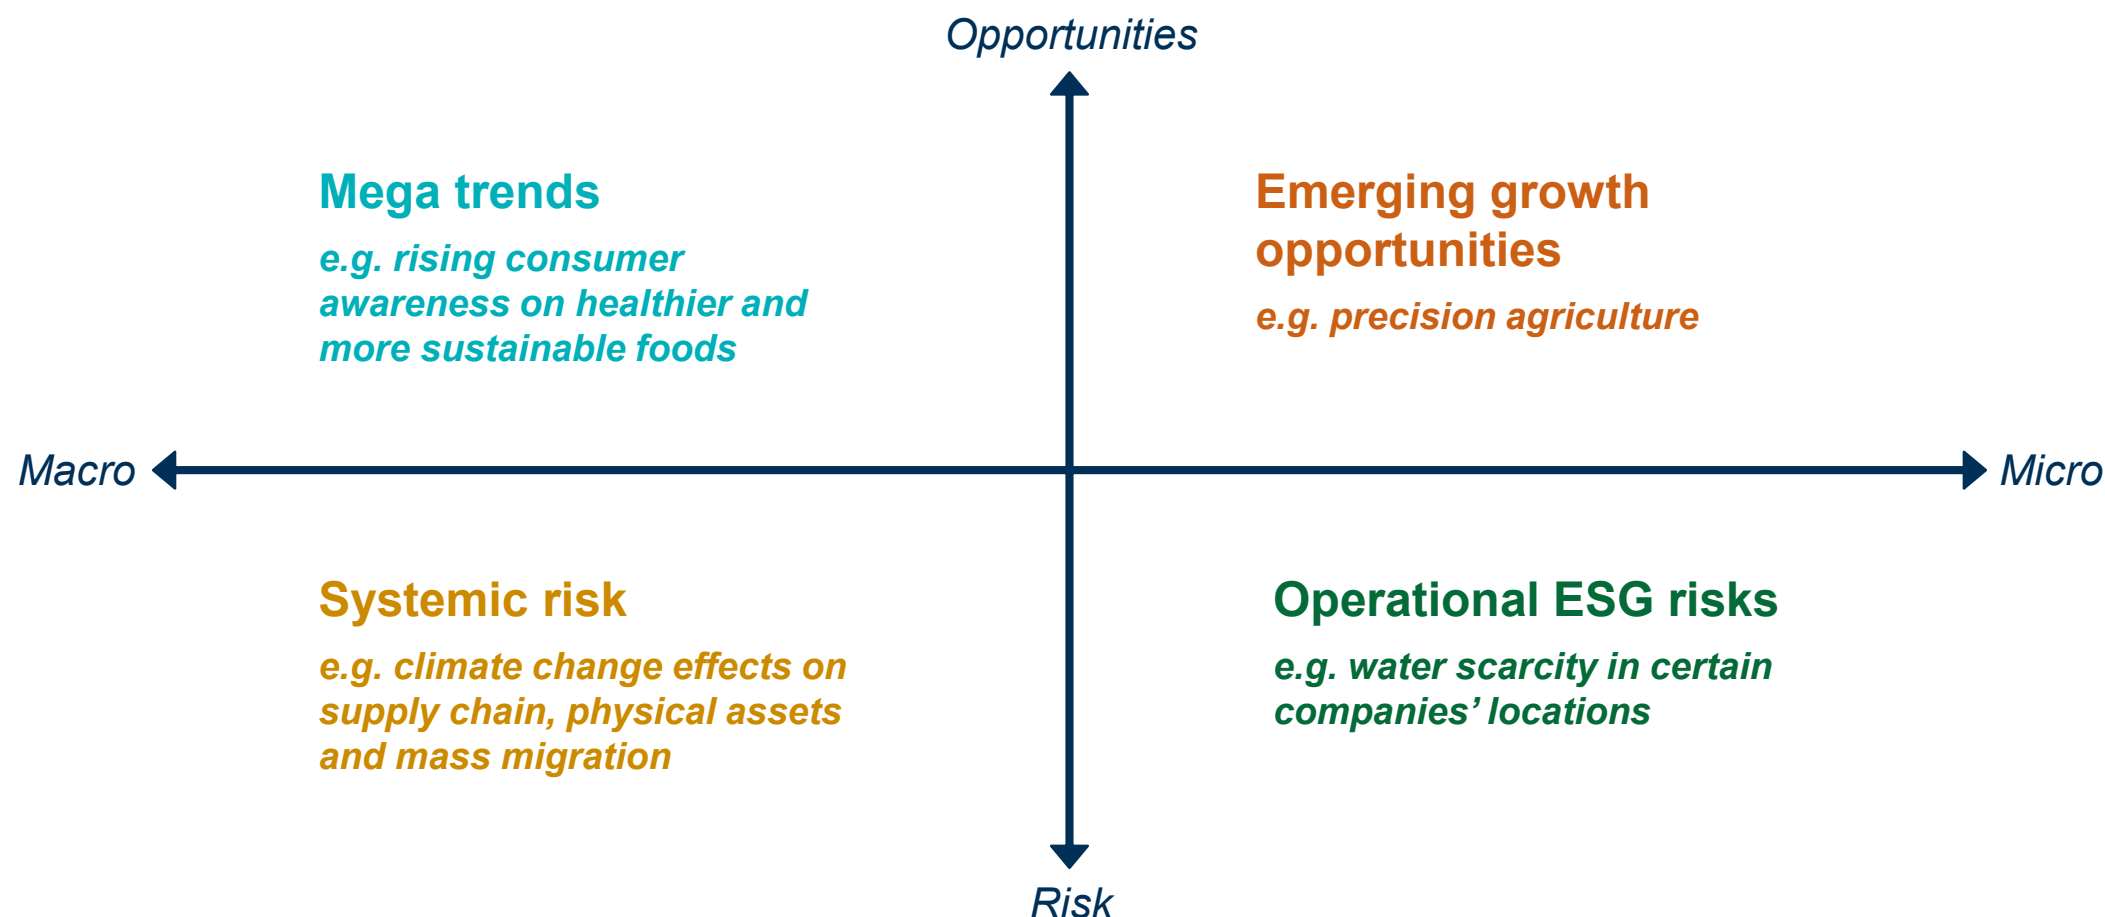 Opportunities
Mega trends
e.g. rising consumer
awareness on healthier and
more sustainable foods
Emerging growth
opportunities
e.g. precision agriculture
Macro
Micro
Systemic risk
e.g. climate change effects on
supply chain, physical assets
and mass migration
Operational ESG risks
e.g. water scarcity in certain
companies’ locations
Risk